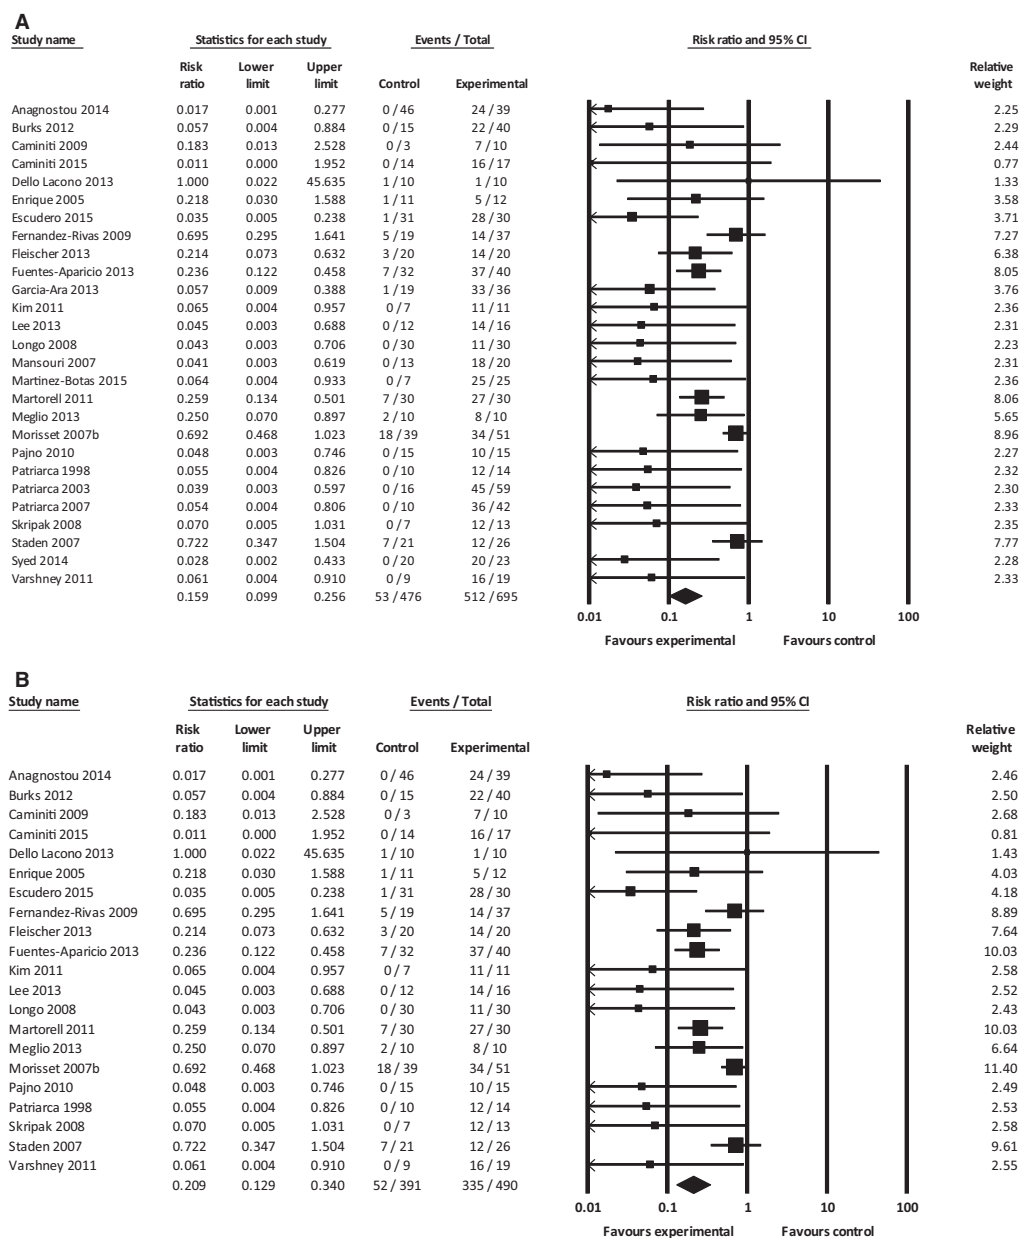 A
Study name Statistics for each study Events / Total Risk ratio and 95% CI
Risk ratio Lower limit Upper limit Control Experimental Relative weight
Anagnostou 2014 0.017 0.001 0.277 0 / 46 24 / 39 2.25
Burks 2012 0.057 0.004 0.884 0 / 15 22 / 40 2.29
Caminiti 2009 0.183 0.013 2.528 0 / 3 7 / 10 2.44
Caminiti 2015 0.011 0.000 1.952 0 / 14 16 / 17 0.77
Dello Lacono 2013 1.000 0.022 45.635 1 / 10 1 / 10 1.33
Enrique 2005 0.218 0.030 1.588 1 / 11 5 / 12 3.58
Escudero 2015 0.035 0.005 0.238 1 / 31 28 / 30 3.71
Fernandez-Rivas 2009 0.695 0.295 1.641 5 / 19 14 / 37 7.27
Fleischer 2013 0.214 0.073 0.632 3 / 20 14 / 20 6.38
Fuentes-Aparicio 2013 0.236 0.122 0.458 7 / 32 37 / 40 8.05
Garcia-Ara 2013 0.057 0.009 0.388 1 / 19 33 / 36 3.76
Kim 2011 0.065 0.004 0.957 0 / 7 11 / 11 2.36
Lee 2013 0.045 0.003 0.688 0 / 12 14 / 16 2.31
Longo 2008 0.043 0.003 0.706 0 / 30 11 / 30 2.23
Mansouri 2007 0.041 0.003 0.619 0 / 13 18 / 20 2.31
Martinez-Botas 2015 0.064 0.004 0.933 0 / 7 25 / 25 2.36
Martorell 2011 0.259 0.134 0.501 7 / 30 27 / 30 8.06
Meglio 2013 0.250 0.070 0.897 2 / 10 8 / 10 5.65
Morisset 2007b 0.692 0.468 1.023 18 / 39 34 / 51 8.96
Pajno 2010 0.048 0.003 0.746 0 / 15 10 / 15 2.27
Patriarca 1998 0.055 0.004 0.826 0 / 10 12 / 14 2.32
Patriarca 2003 0.039 0.003 0.597 0 / 16 45 / 59 2.30
Patriarca 2007 0.054 0.004 0.806 0 / 10 36 / 42 2.33
Skripak 2008 0.070 0.005 1.031 0 / 7 12 / 13 2.35
Staden 2007 0.722 0.347 1.504 7 / 21 12 / 26 7.77
Syed 2014 0.028 0.002 0.433 0 / 20 20 / 23 2.28
Varshney 2011 0.061 0.004 0.910 0 / 9 16 / 19 2.33
0.159 0.099 0.256 53 / 476 512 / 695
0.01 0.1 1 10 100
Favours experimental Favours control
B
Study name Statistics for each study Events / Total Risk ratio and 95% CI
Risk ratio Lower limit Upper limit Control Experimental Relative weight
Anagnostou 2014 0.017 0.001 0.277 0 / 46 24 / 39 2.46
Burks 2012 0.057 0.004 0.884 0 / 15 22 / 40 2.50
Caminiti 2009 0.183 0.013 2.528 0 / 3 7 / 10 2.68
Caminiti 2015 0.011 0.000 1.952 0 / 14 16 / 17 0.81
Dello Lacono 2013 1.000 0.022 45.635 1 / 10 1 / 10 1.43
Enrique 2005 0.218 0.030 1.588 1 / 11 5 / 12 4.03
Escudero 2015 0.035 0.005 0.238 1 / 31 28 / 30 4.18
Fernandez-Rivas 2009 0.695 0.295 1.641 5 / 19 14 / 37 8.89
Fleischer 2013 0.214 0.073 0.632 3 / 20 14 / 20 7.64
Fuentes-Aparicio 2013 0.236 0.122 0.458 7 / 32 37 / 40 10.03
Kim 2011 0.065 0.004 0.957 0 / 7 11 / 11 2.58
Lee 2013 0.045 0.003 0.688 0 / 12 14 / 16 2.52
Longo 2008 0.043 0.003 0.706 0 / 30 11 / 30 2.43
Martorell 2011 0.259 0.134 0.501 7 / 30 27 / 30 10.03
Meglio 2013 0.250 0.070 0.897 2 / 10 8 / 10 6.64
Morisset 2007b 0.692 0.468 1.023 18 / 39 34 / 51 11.40
Pajno 2010 0.048 0.003 0.746 0 / 15 10 / 15 2.49
Patriarca 1998 0.055 0.004 0.826 0 / 10 12 / 14 2.53
Skripak 2008 0.070 0.005 1.031 0 / 7 12 / 13 2.58
Staden 2007 0.722 0.347 1.504 7 / 21 12 / 26 9.61
Varshney 2011 0.061 0.004 0.910 0 / 9 16 / 19 2.55
0.209 0.129 0.340 52 / 391 335 / 490
0.01 0.1 1 10 100
Favours experimental Favours control